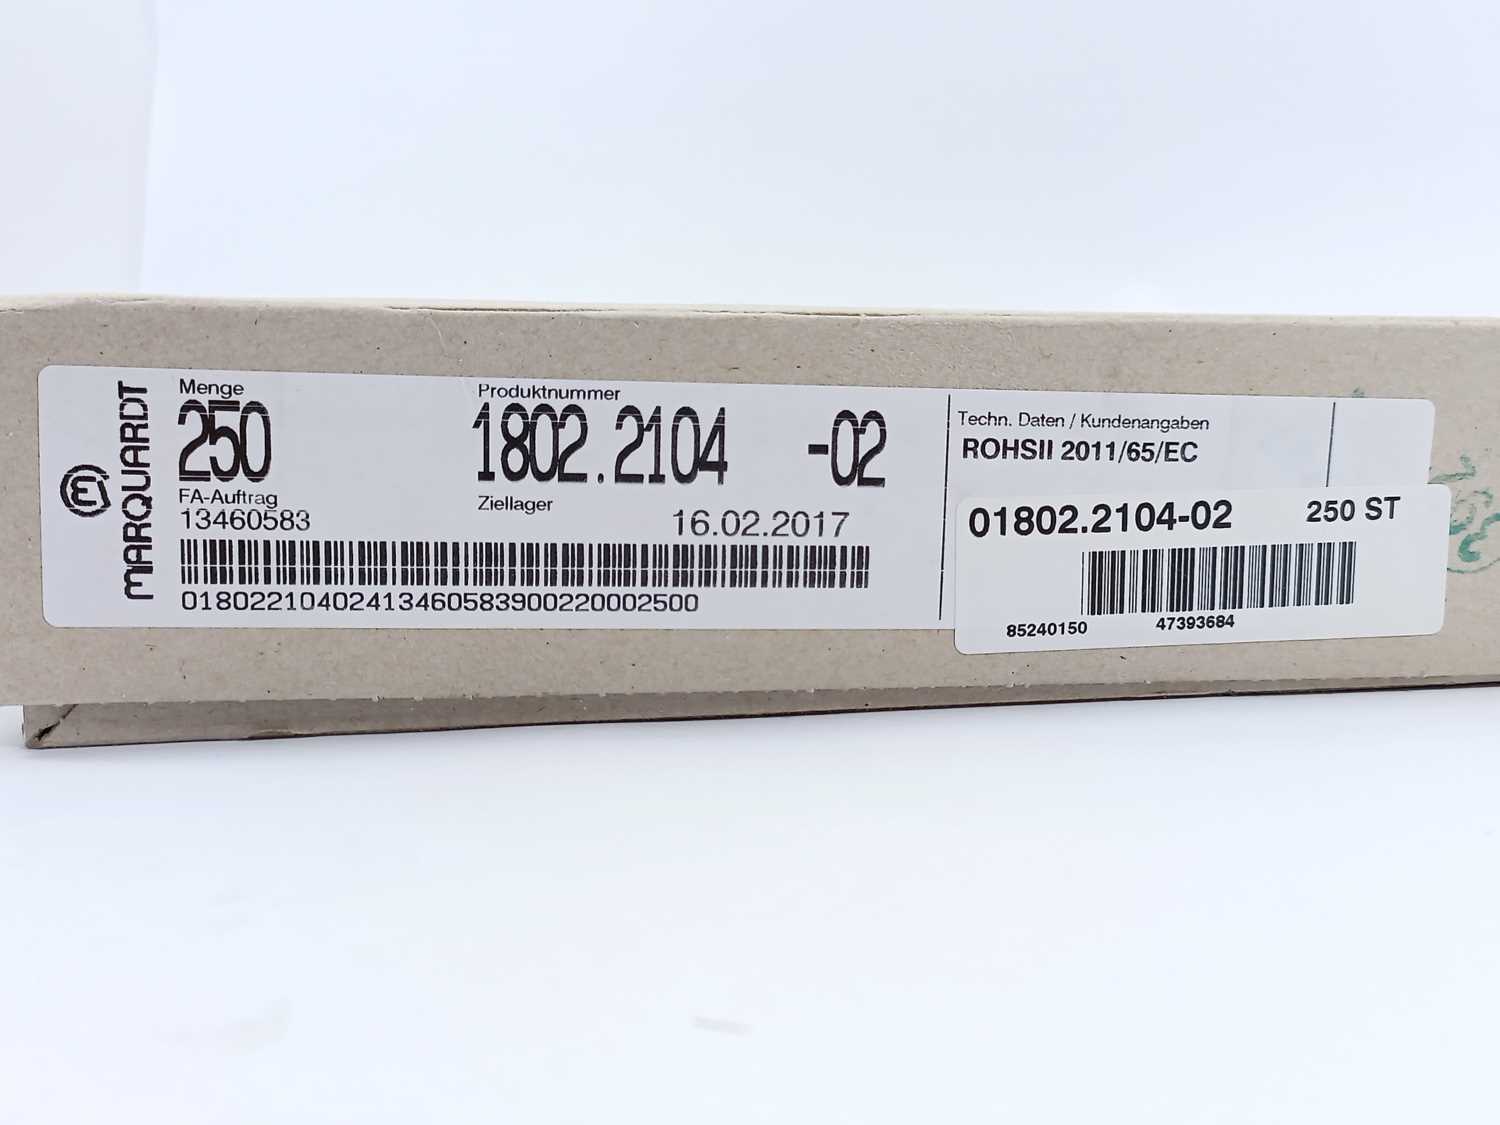 MARQUARDT
Menge
250
Produktnummer
1802.2104 -02
FA-Auftrag
13460583
Ziellager
16.02.2017
01802210402413460583900220002500
Techn. Daten / Kundenangaben
ROHSII 2011/65/EC
01802.2104-02 250 ST
85240150 47393684